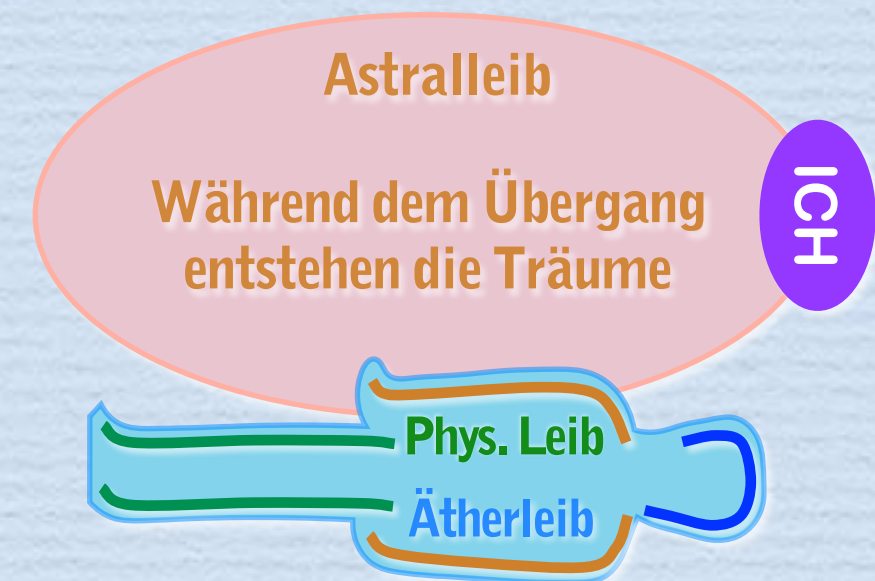 Astralleib
Während dem Übergang
entstehen die Träume
ICH
Phys. Leib
Ätherleib